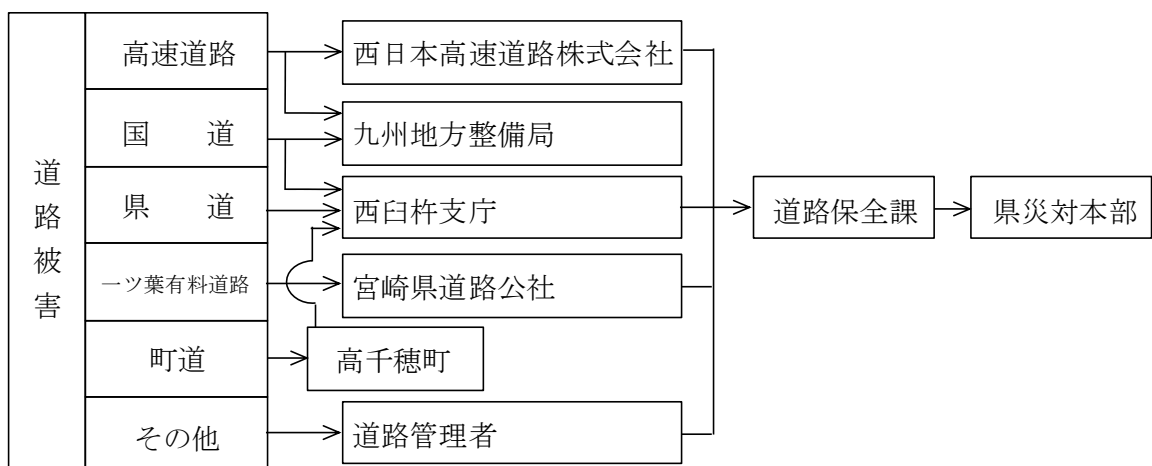 道路被害
高速道路
西日本高速道路株式会社
国　　道
九州地方整備局
県　　道
西臼杵支庁
道路保全課
県災対本部
一ツ葉有料道路
宮崎県道路公社
町道
高千穂町
その他
道路管理者